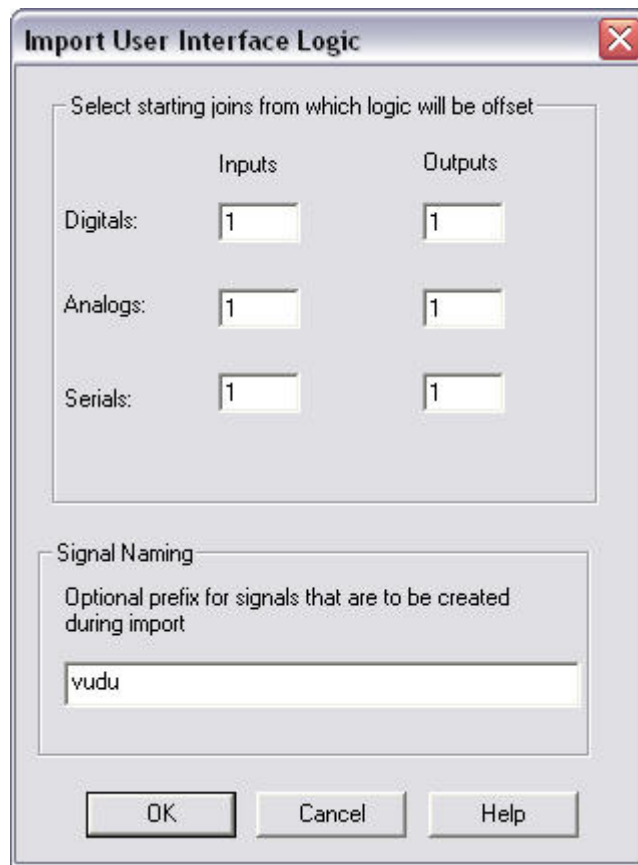 Import User Interface Logic
Select starting joins from which logic will be offset
Inputs Outputs
Digitals: 1 1
Analogs: 1 1
Serials: 1 1
Signal Naming
Optional prefix for signals that are to be created
during import
vudu
OK Cancel Help